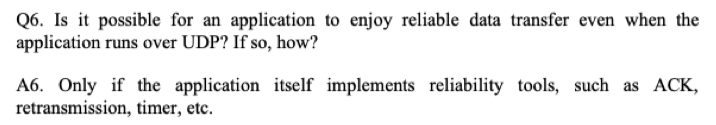 Q6. Is it possible for an application to enjoy reliable data transfer even when the
application runs over UDP? If so, how?
A6. Only if the application itself implements reliability tools, such as ACK,
retransmission, timer, etc.